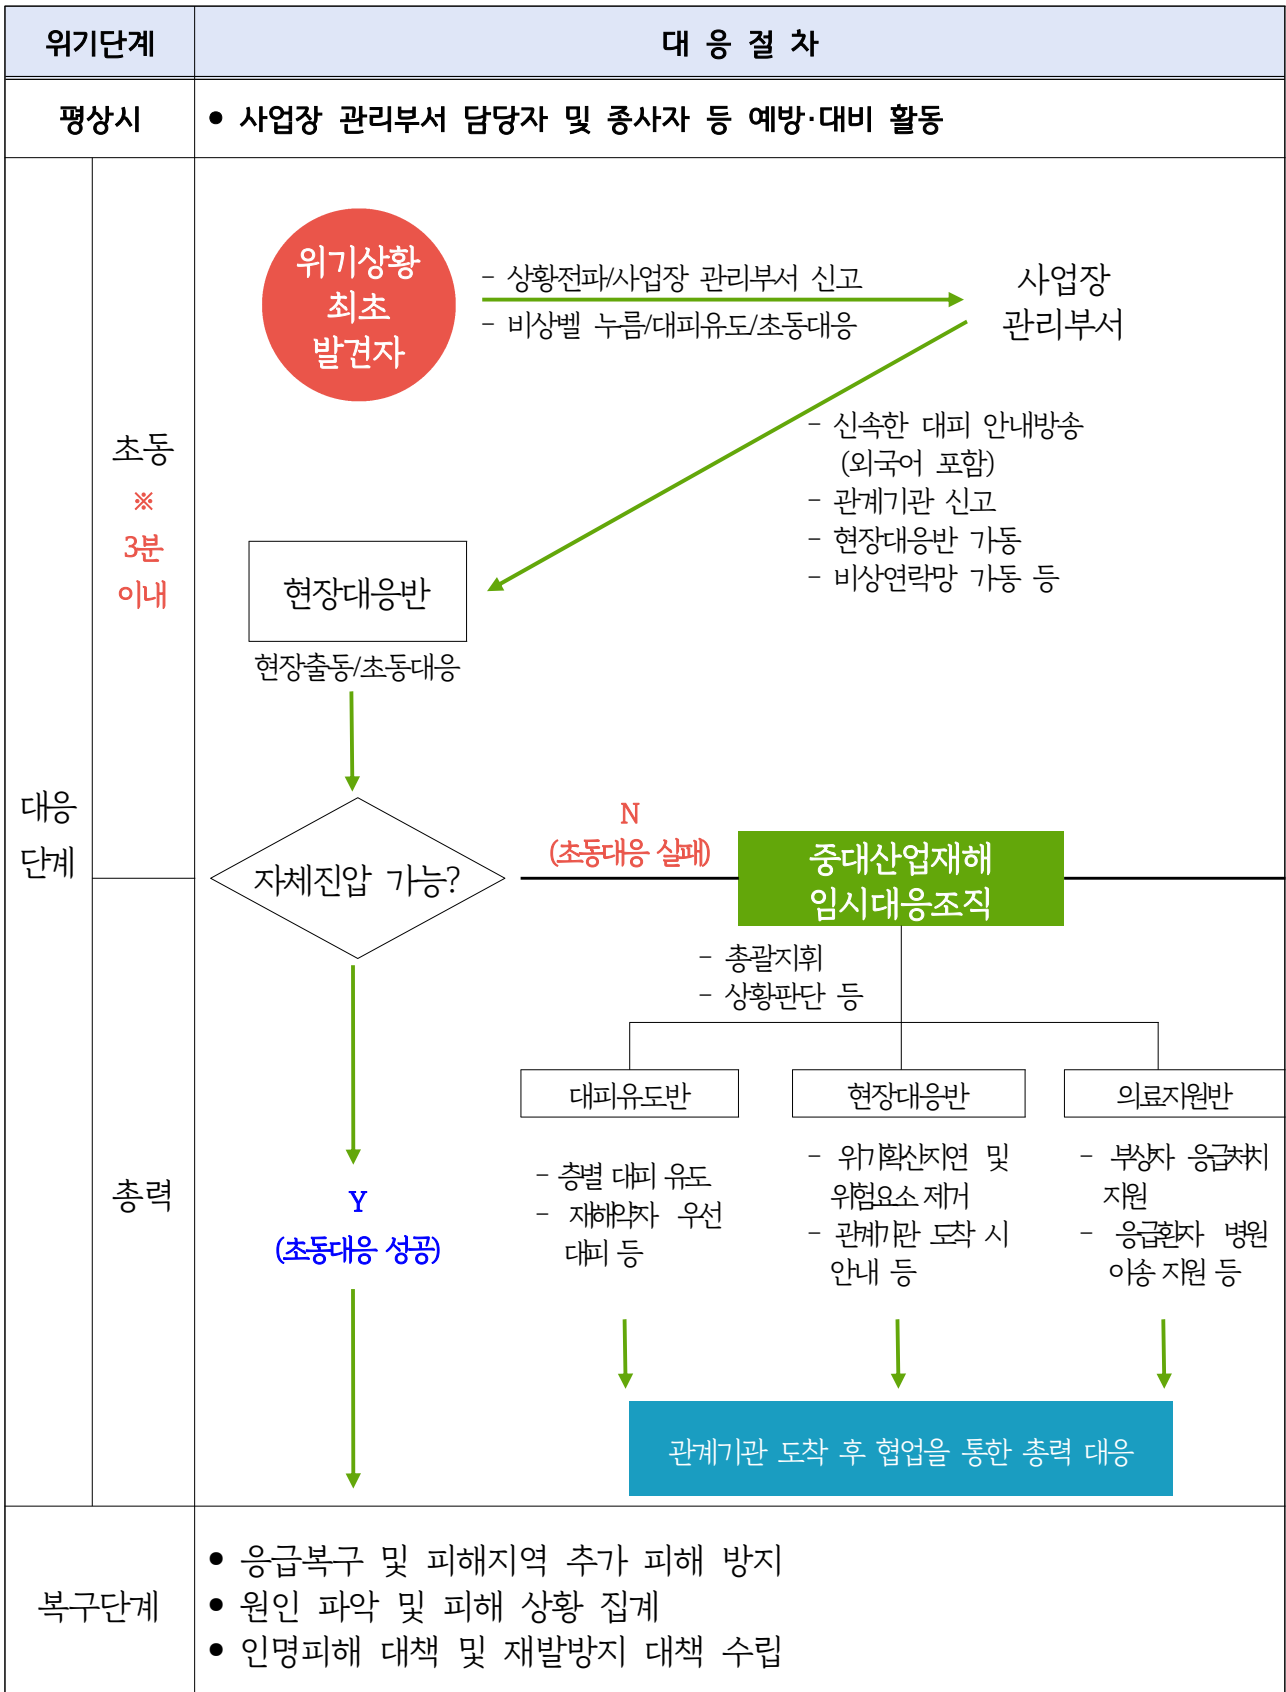 위기단계
대 응 절 차
평상시
● 사업장 관리부서 담당자 및 종사자 등 예방·대비 활동
대응
단계
초동
※
3분
이내
위기상황
최초
발견자
- 상황전파/사업장 관리부서 신고
- 비상벨 누름/대피유도/초동대응
사업장
관리부서
- 신속한 대피 안내방송
(외국어 포함)
- 관계기관 신고
- 현장대응반 가동
- 비상연락망 가동 등
현장대응반
현장출동/초동대응
자체진압 가능?
N
(초동대응 실패)
중대산업재해
임시대응조직
- 총괄지휘
- 상황판단 등
총력
Y
(초동대응 성공)
대피유도반
- 층별 대피 유도
- 재해약자 우선
대피 등
현장대응반
- 위기확산지연 및
위험요소 제거
- 관계기관 도착 시
안내 등
의료지원반
- 부상자 응급처치
지원
- 응급환자 병원
이송 지원 등
관계기관 도착 후 협업을 통한 총력 대응
복구단계
● 응급복구 및 피해지역 추가 피해 방지
● 원인 파악 및 피해 상황 집계
● 인명피해 대책 및 재발방지 대책 수립